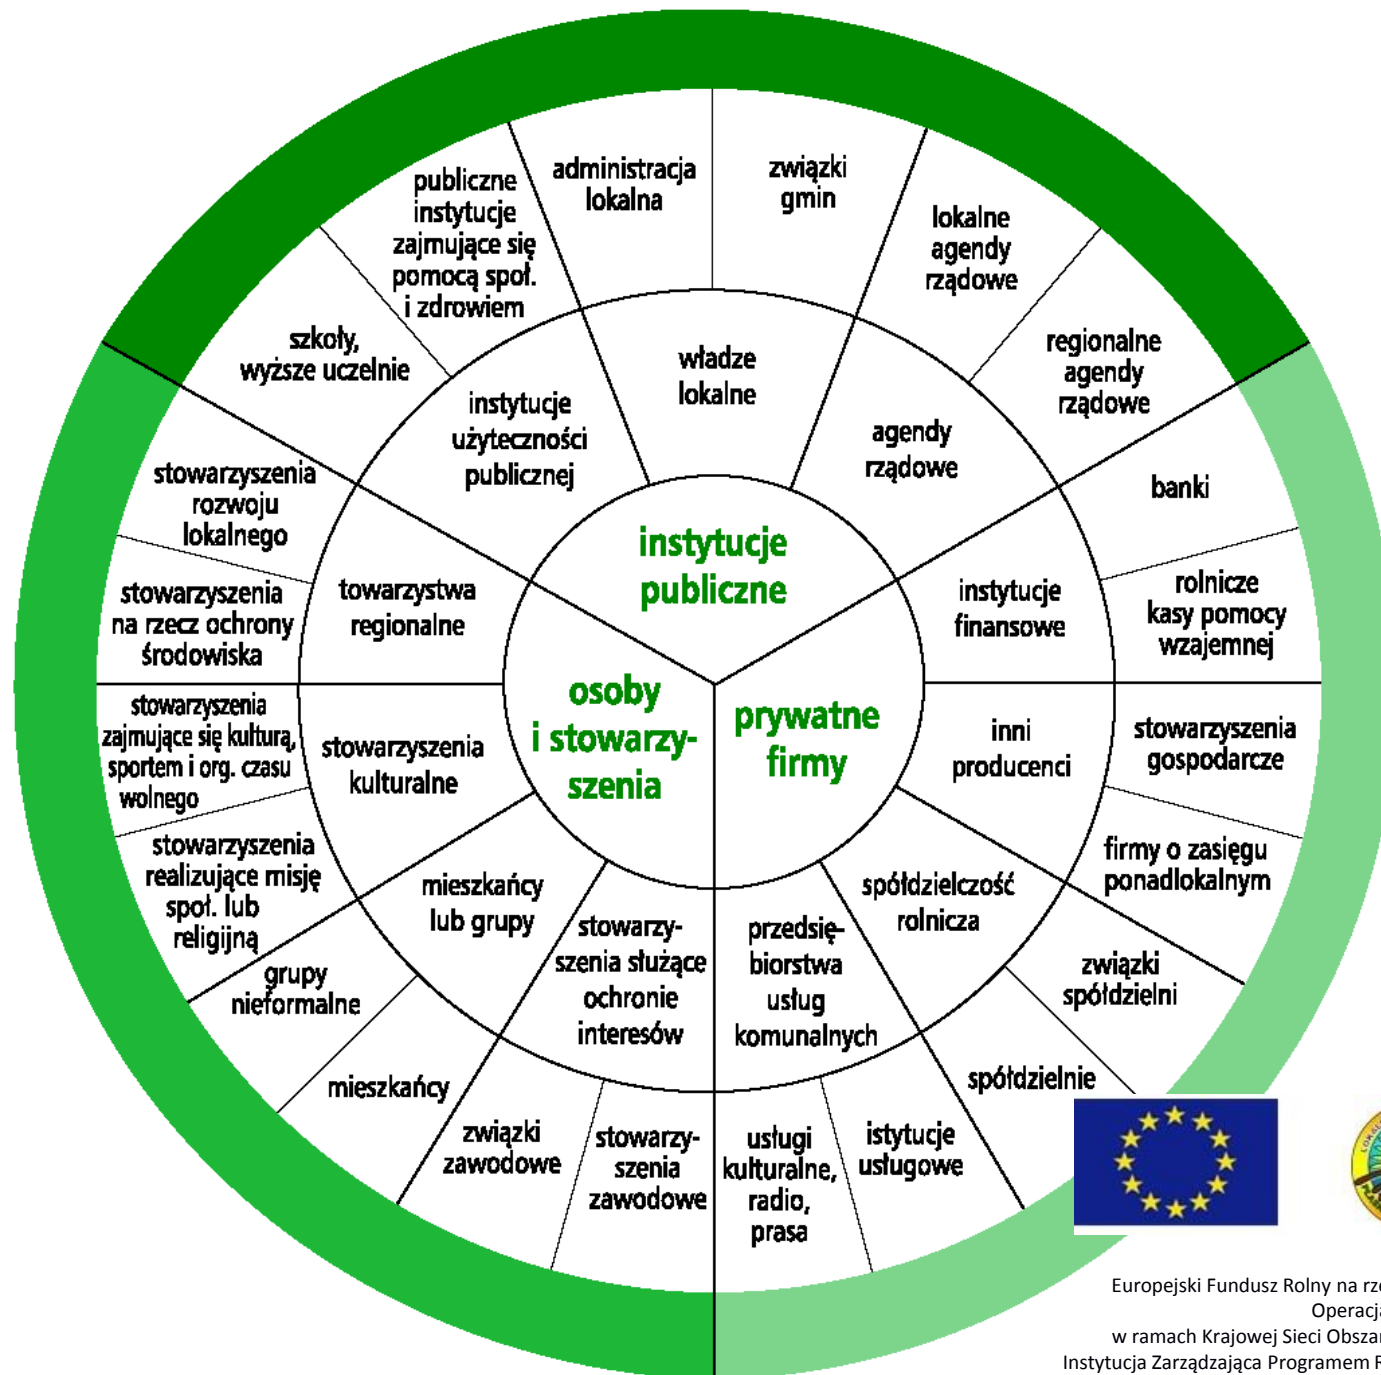 administracja
lokalna
związki
gmin
publiczne
instytucje
zajmujące się
pomocą społ.
i zdrowiem
lokalne
agendy
rządowe
szkoły,
wyższe uczelnie
regionalne
agendy
rządowe
władze
lokalne
instytucje
użyteczności
publicznej
agendy
rządowe
stowarzyszenia
rozwoju
lokalnego
banki
instytucje
publiczne
stowarzyszenia
na rzecz ochrony
środowiska
towarzystwa
regionalne
instytucje
finansowe
rolnicze
kasy pomocy
wzajemnej
osoby
i stowarzy-
szenia
prywatne
firmy
stowarzyszenia
zajmujące się kulturą,
sportem i org. czasu
wolnego
stowarzyszenia
kulturalne
inni
producenci
stowarzyszenia
gospodarcze
stowarzyszenia
realizujące misję
społ. lub
religijną
mieszkańcy
lub grupy
stowarzy-
szenia służące
ochronie
interesów
przedsię-
biorstwa
usług
komunalnych
spółdzielczość
rolnicza
firmy o zasięgu
ponadlokalnym
grupy
nieformalne
związki
spółdzielni
mieszkańcy
spółdzielnie
związki
zawodowe
stowarzy-
szenia
zawodowe
usługi
kulturalne,
radio,
prasa
istytucje
usługowe
Europejski Fundusz Rolny na rz
Operacj
w ramach Krajowej Sieci Obsza
Instytucja Zarządzająca Programem